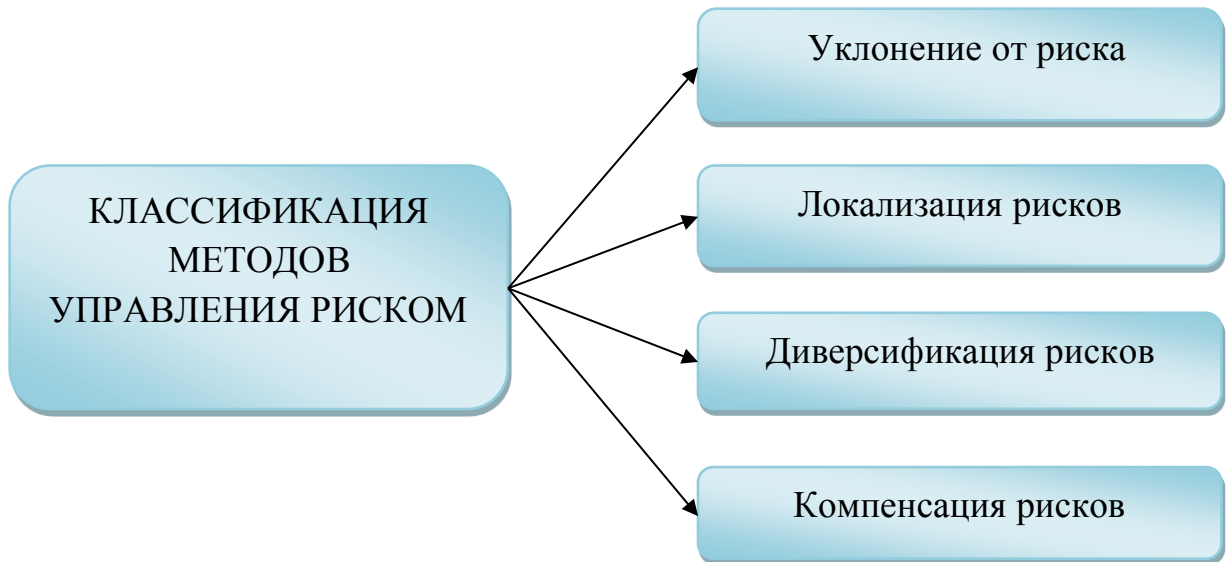 КЛАССИФИКАЦИЯ
МЕТОДОВ
УПРАВЛЕНИЯ РИСКОМ
Уклонение от риска
Локализация рисков
Диверсификация рисков
Компенсация рисков